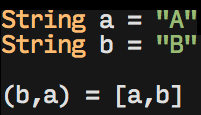 String a = "A"
String b = "B"
(b,a) = [a,b]